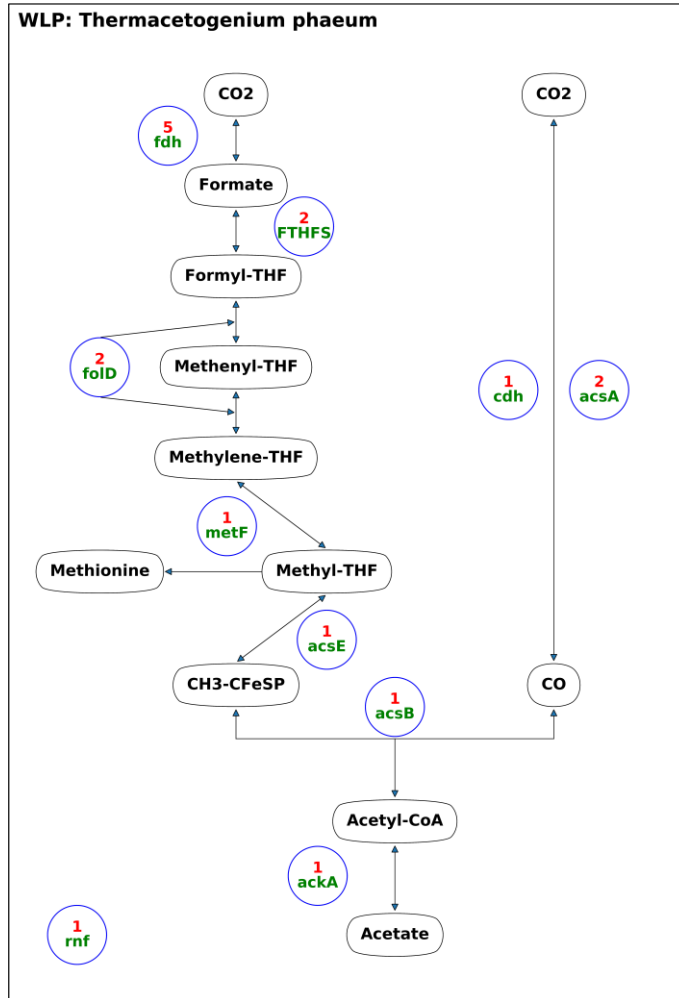 WLP: Thermacetogenium phaeum
CO2
CO2
5
fdh
Formate
2
FTHFS
Formyl-THF
2
folD
Methenyl-THF
1
cdh
2
acsA
Methylene-THF
1
metF
Methionine
Methyl-THF
1
acsE
CH3-CFeSP
CO
1
acsB
Acetyl-CoA
1
ackA
1
rnf
Acetate